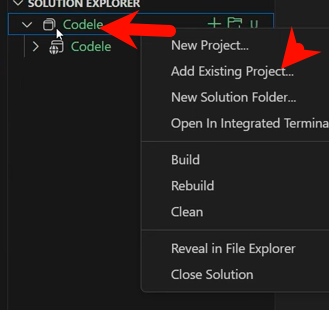 SOLUTION EXPLORER
Codele
U
Codele
New Project...
Add Existing Project...
New Solution Folder...
Open In Integrated Termina
Build
Rebuild
Clean
Reveal in File Explorer
Close Solution